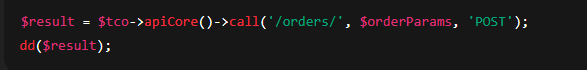 $result = $tco->apiCore()->call('/orders/', $orderParams, 'POST');
dd($result);